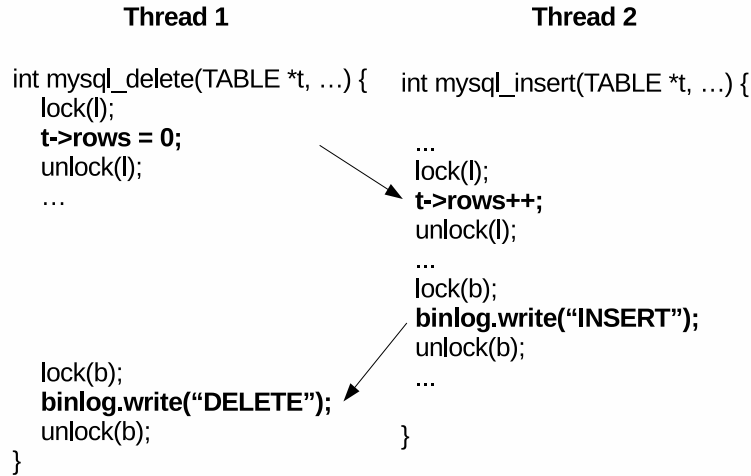 Thread 1
int mysql_delete(TABLE *t, …) {
lock(l);
t->rows = 0;
unlock(l);
…
lock(b);
binlog.write(“DELETE”);
unlock(b);
}
Thread 2
int mysql_insert(TABLE *t, …) {
...
lock(l);
t->rows++;
unlock(l);
...
lock(b);
binlog.write(“INSERT”);
unlock(b);
...
}